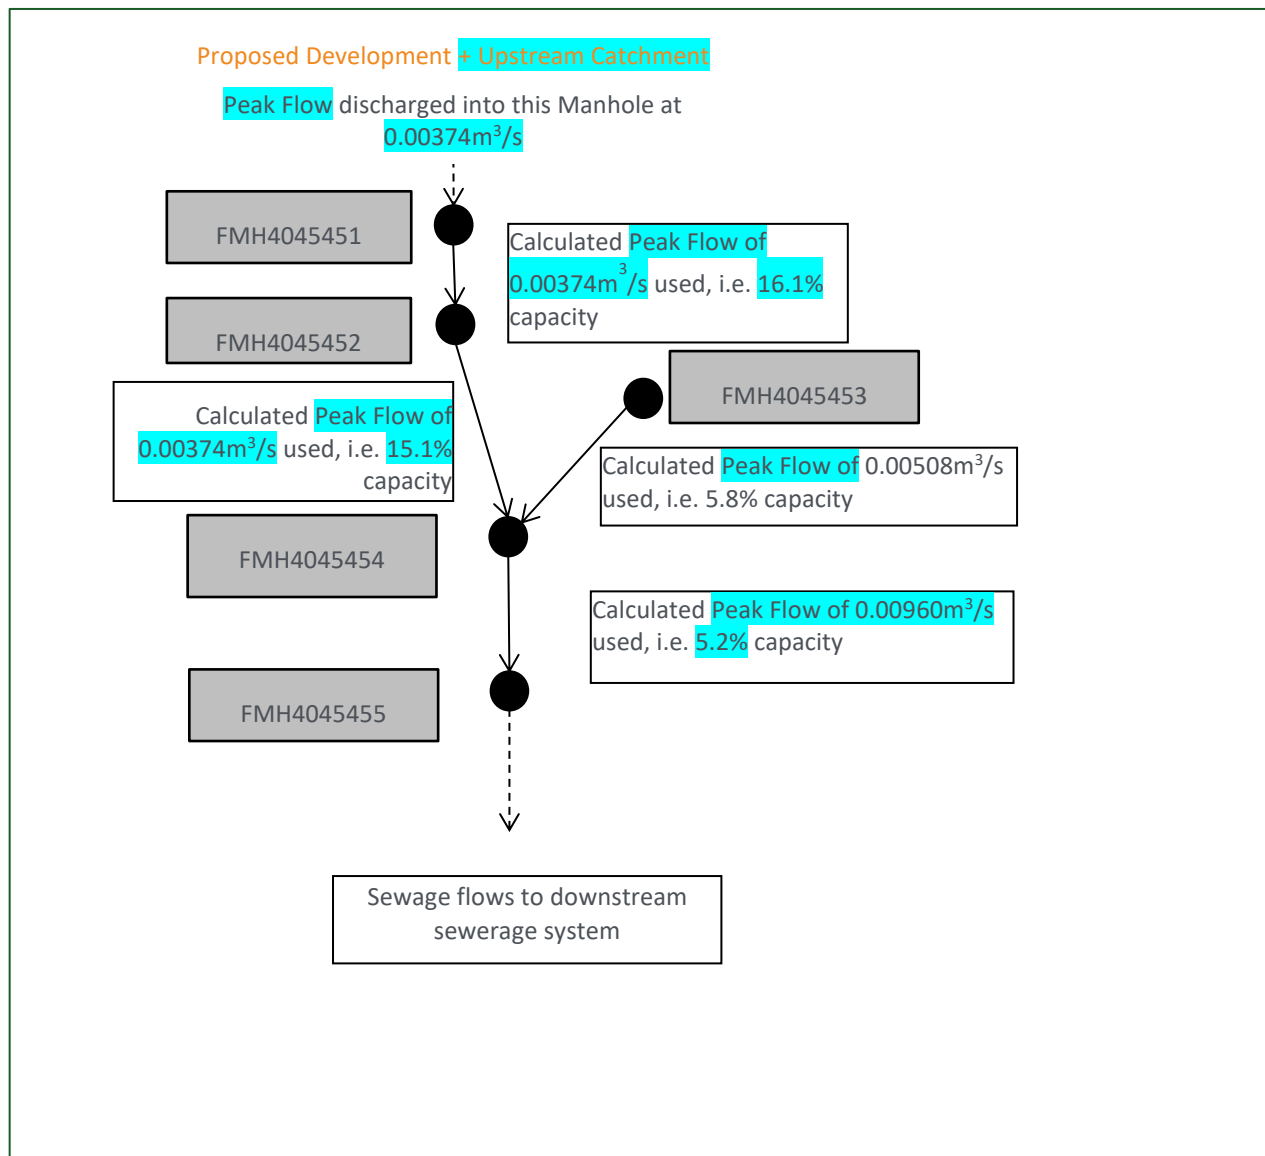 Proposed Development + Upstream Catchment
Peak Flow discharged into this Manhole at
0.00374m³/s
FMH4045451
Calculated Peak Flow of
0.00374m³/s used, i.e. 16.1%
capacity
FMH4045452
FMH4045453
Calculated Peak Flow of
0.00374m³/s used, i.e. 15.1%
capacity
Calculated Peak Flow of 0.00508m³/s
used, i.e. 5.8% capacity
FMH4045454
Calculated Peak Flow of 0.00960m³/s
used, i.e. 5.2% capacity
FMH4045455
Sewage flows to downstream
sewerage system